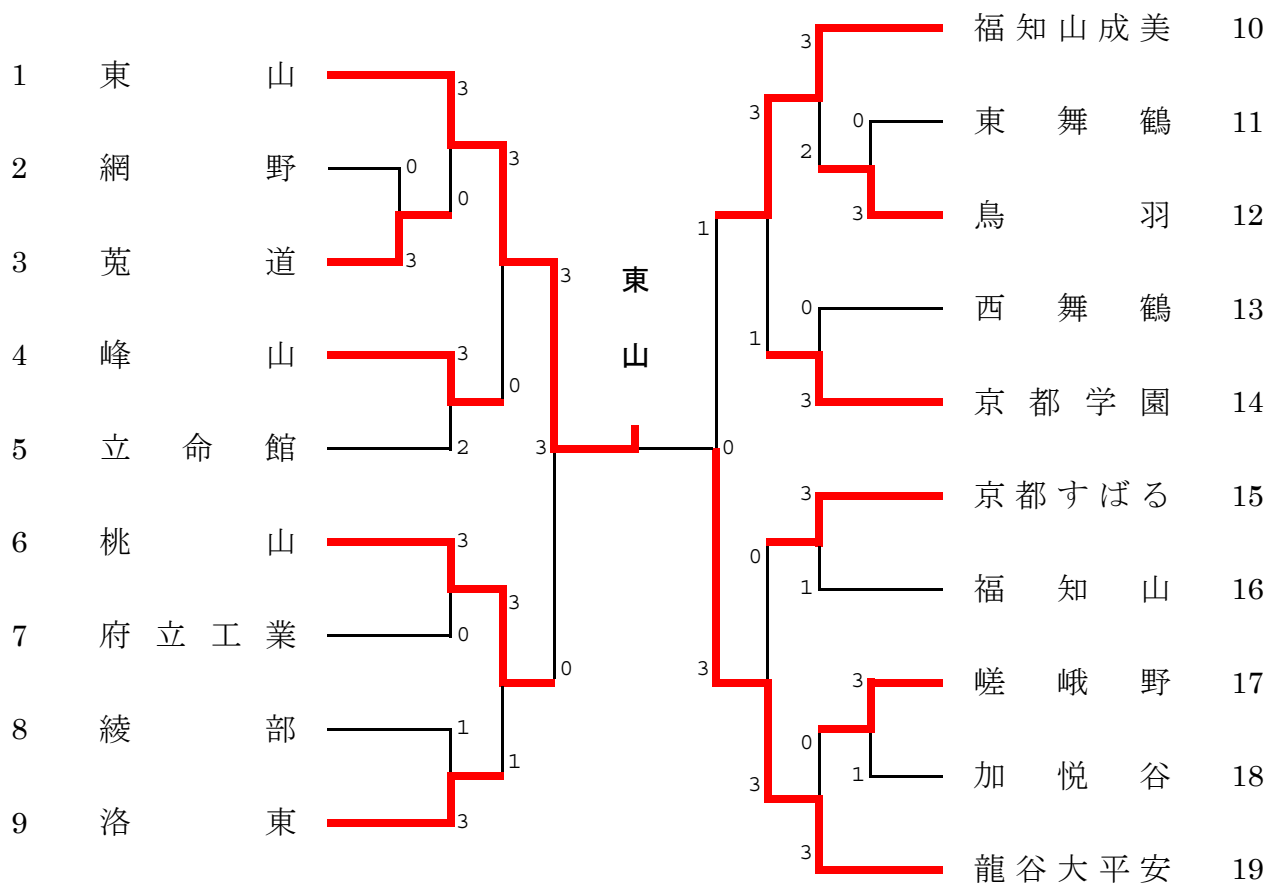 1 東山
2 網野
3 莵道
4 峰山
5 立命館
6 桃山
7 府立工業
8 綾部
9 洛東
3
0
0
3
3
0
3
2
3
0
3
1
3
1
3
0
3
東
山
0
1
3
3
1
0
3
3
2
0
3
0
3
3
1
3
1
0
3
福知山成美 10
東舞鶴 11
鳥羽 12
西舞鶴 13
京都学園 14
京都すばる 15
福知山 16
嵯峨野 17
加悦谷 18
龍谷大平安 19